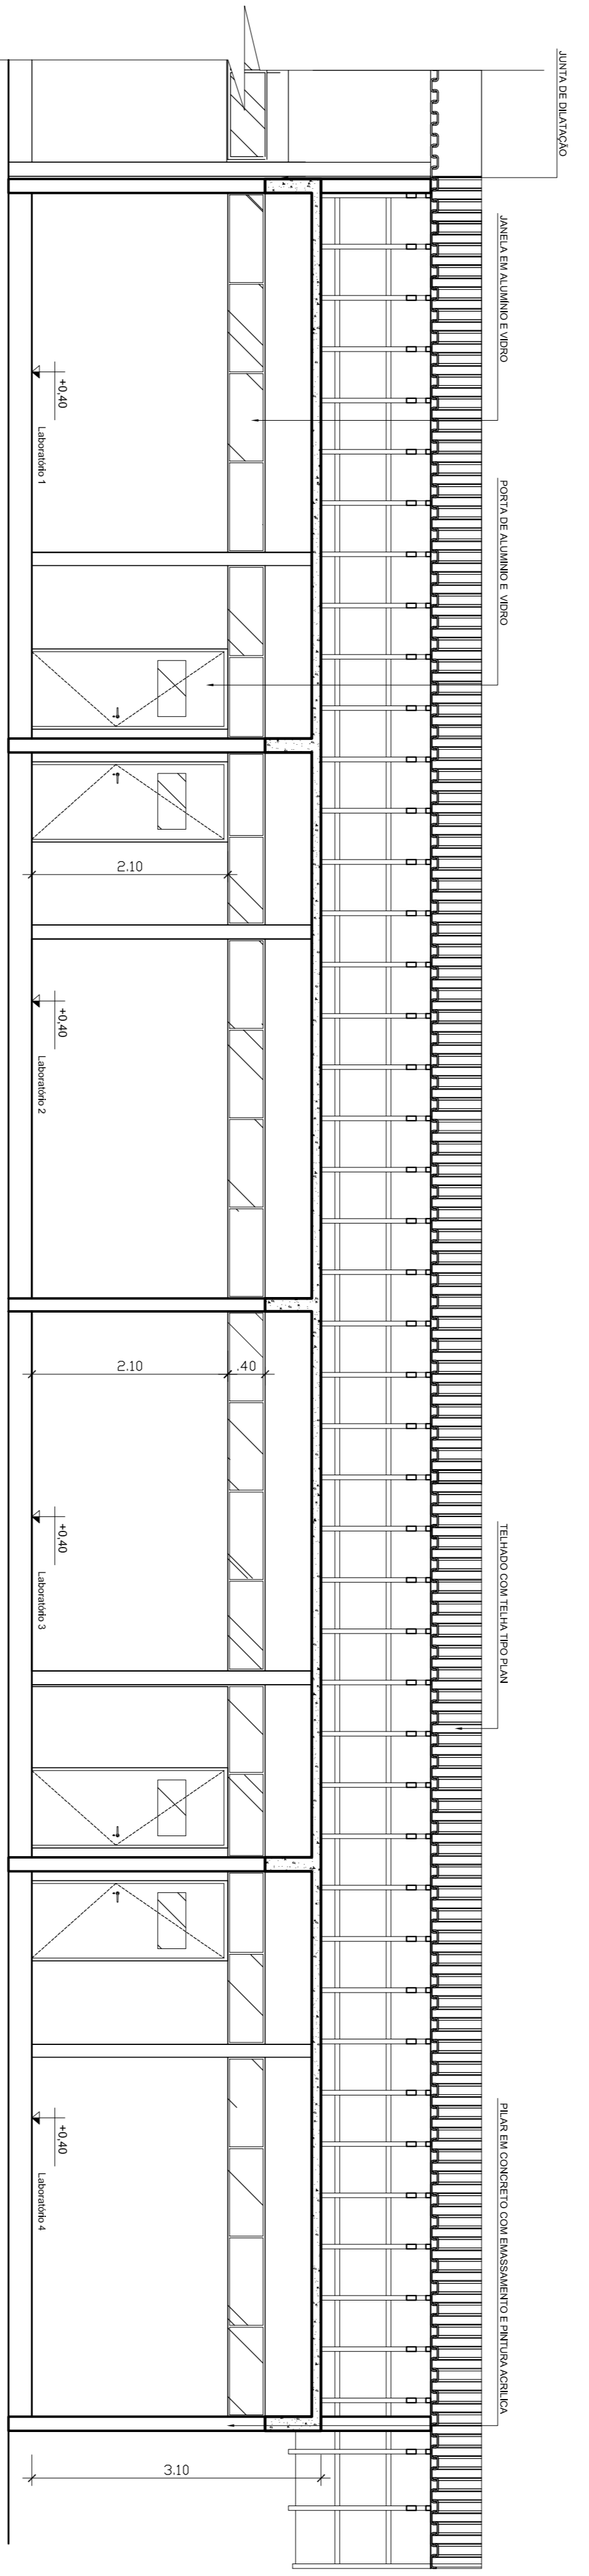 JUNTA DE DILATAÇÃO
JANELA EM ALUMÍNIO E VIDRO
PORTA DE ALUMINIO E VIDRO
TELHADO COM TELHA TIPO PLAN
PILAR EM CONCRETO COM EMASSAMENTO E PINTURA ACRILICA
+0,40
Laboratório 1
2.10
+0,40
Laboratório 2
2.10
.40
+0,40
Laboratório 3
+0,40
Laboratório 4
3.10